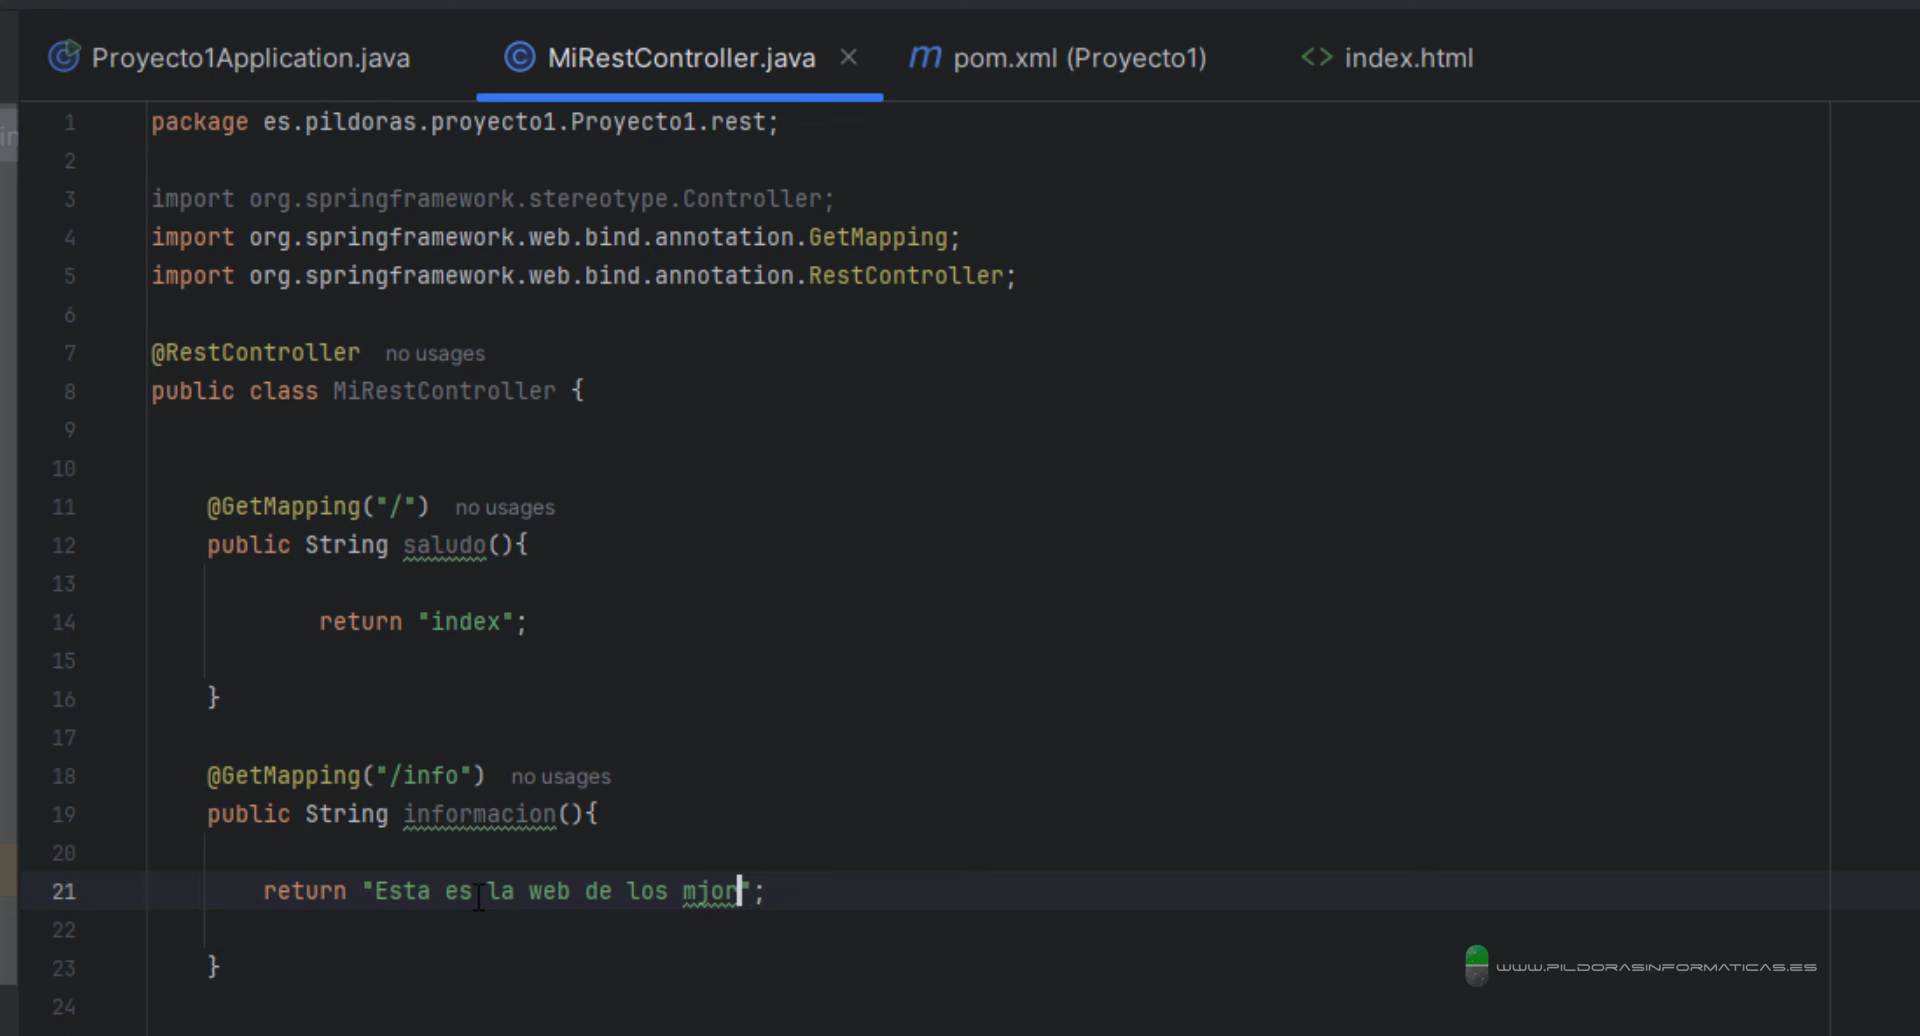 Proyecto1Application.java MiRestController.java pom.xml (Proyecto1) index.html
1 package es.pildoras.proyecto1.Proyecto1.rest;
2
3 import org.springframework.stereotype.Controller;
4 import org.springframework.web.bind.annotation.GetMapping;
5 import org.springframework.web.bind.annotation.RestController;
6
7 @RestController no usages
8 public class MiRestController {
9
10
11 @GetMapping("/") no usages
12 public String saludo(){
13
14 return "index";
15
16 }
17
18 @GetMapping("/info") no usages
19 public String informacion(){
20
21 return "Esta es la web de los mjor";
22
23 }
24
WWW.PILDORASINFORMATICAS.ES